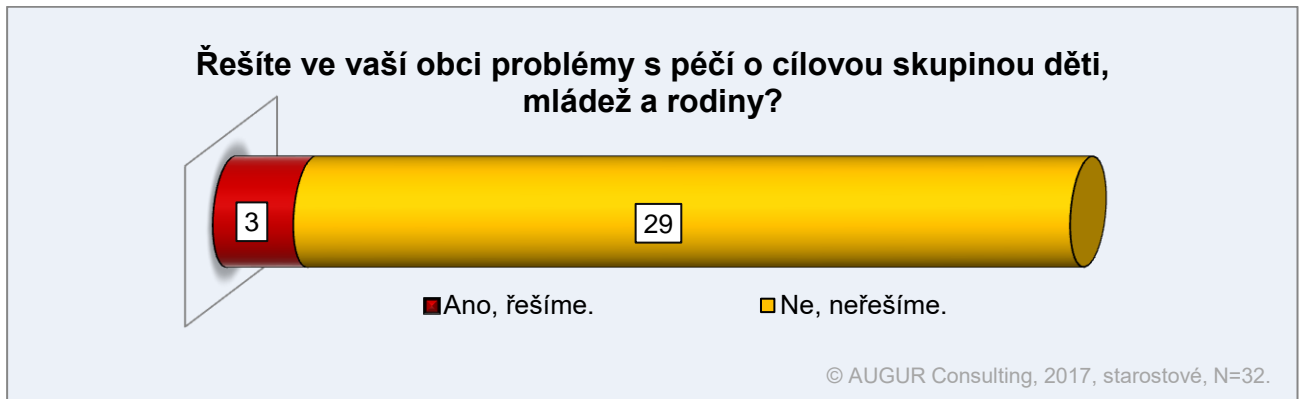 Řešíte ve vaší obci problémy s péčí o cílovou skupinou děti,
mládež a rodiny?
3
29
Ano, řešíme.
Ne, neřešíme.
© AUGUR Consulting, 2017, starostové, N=32.